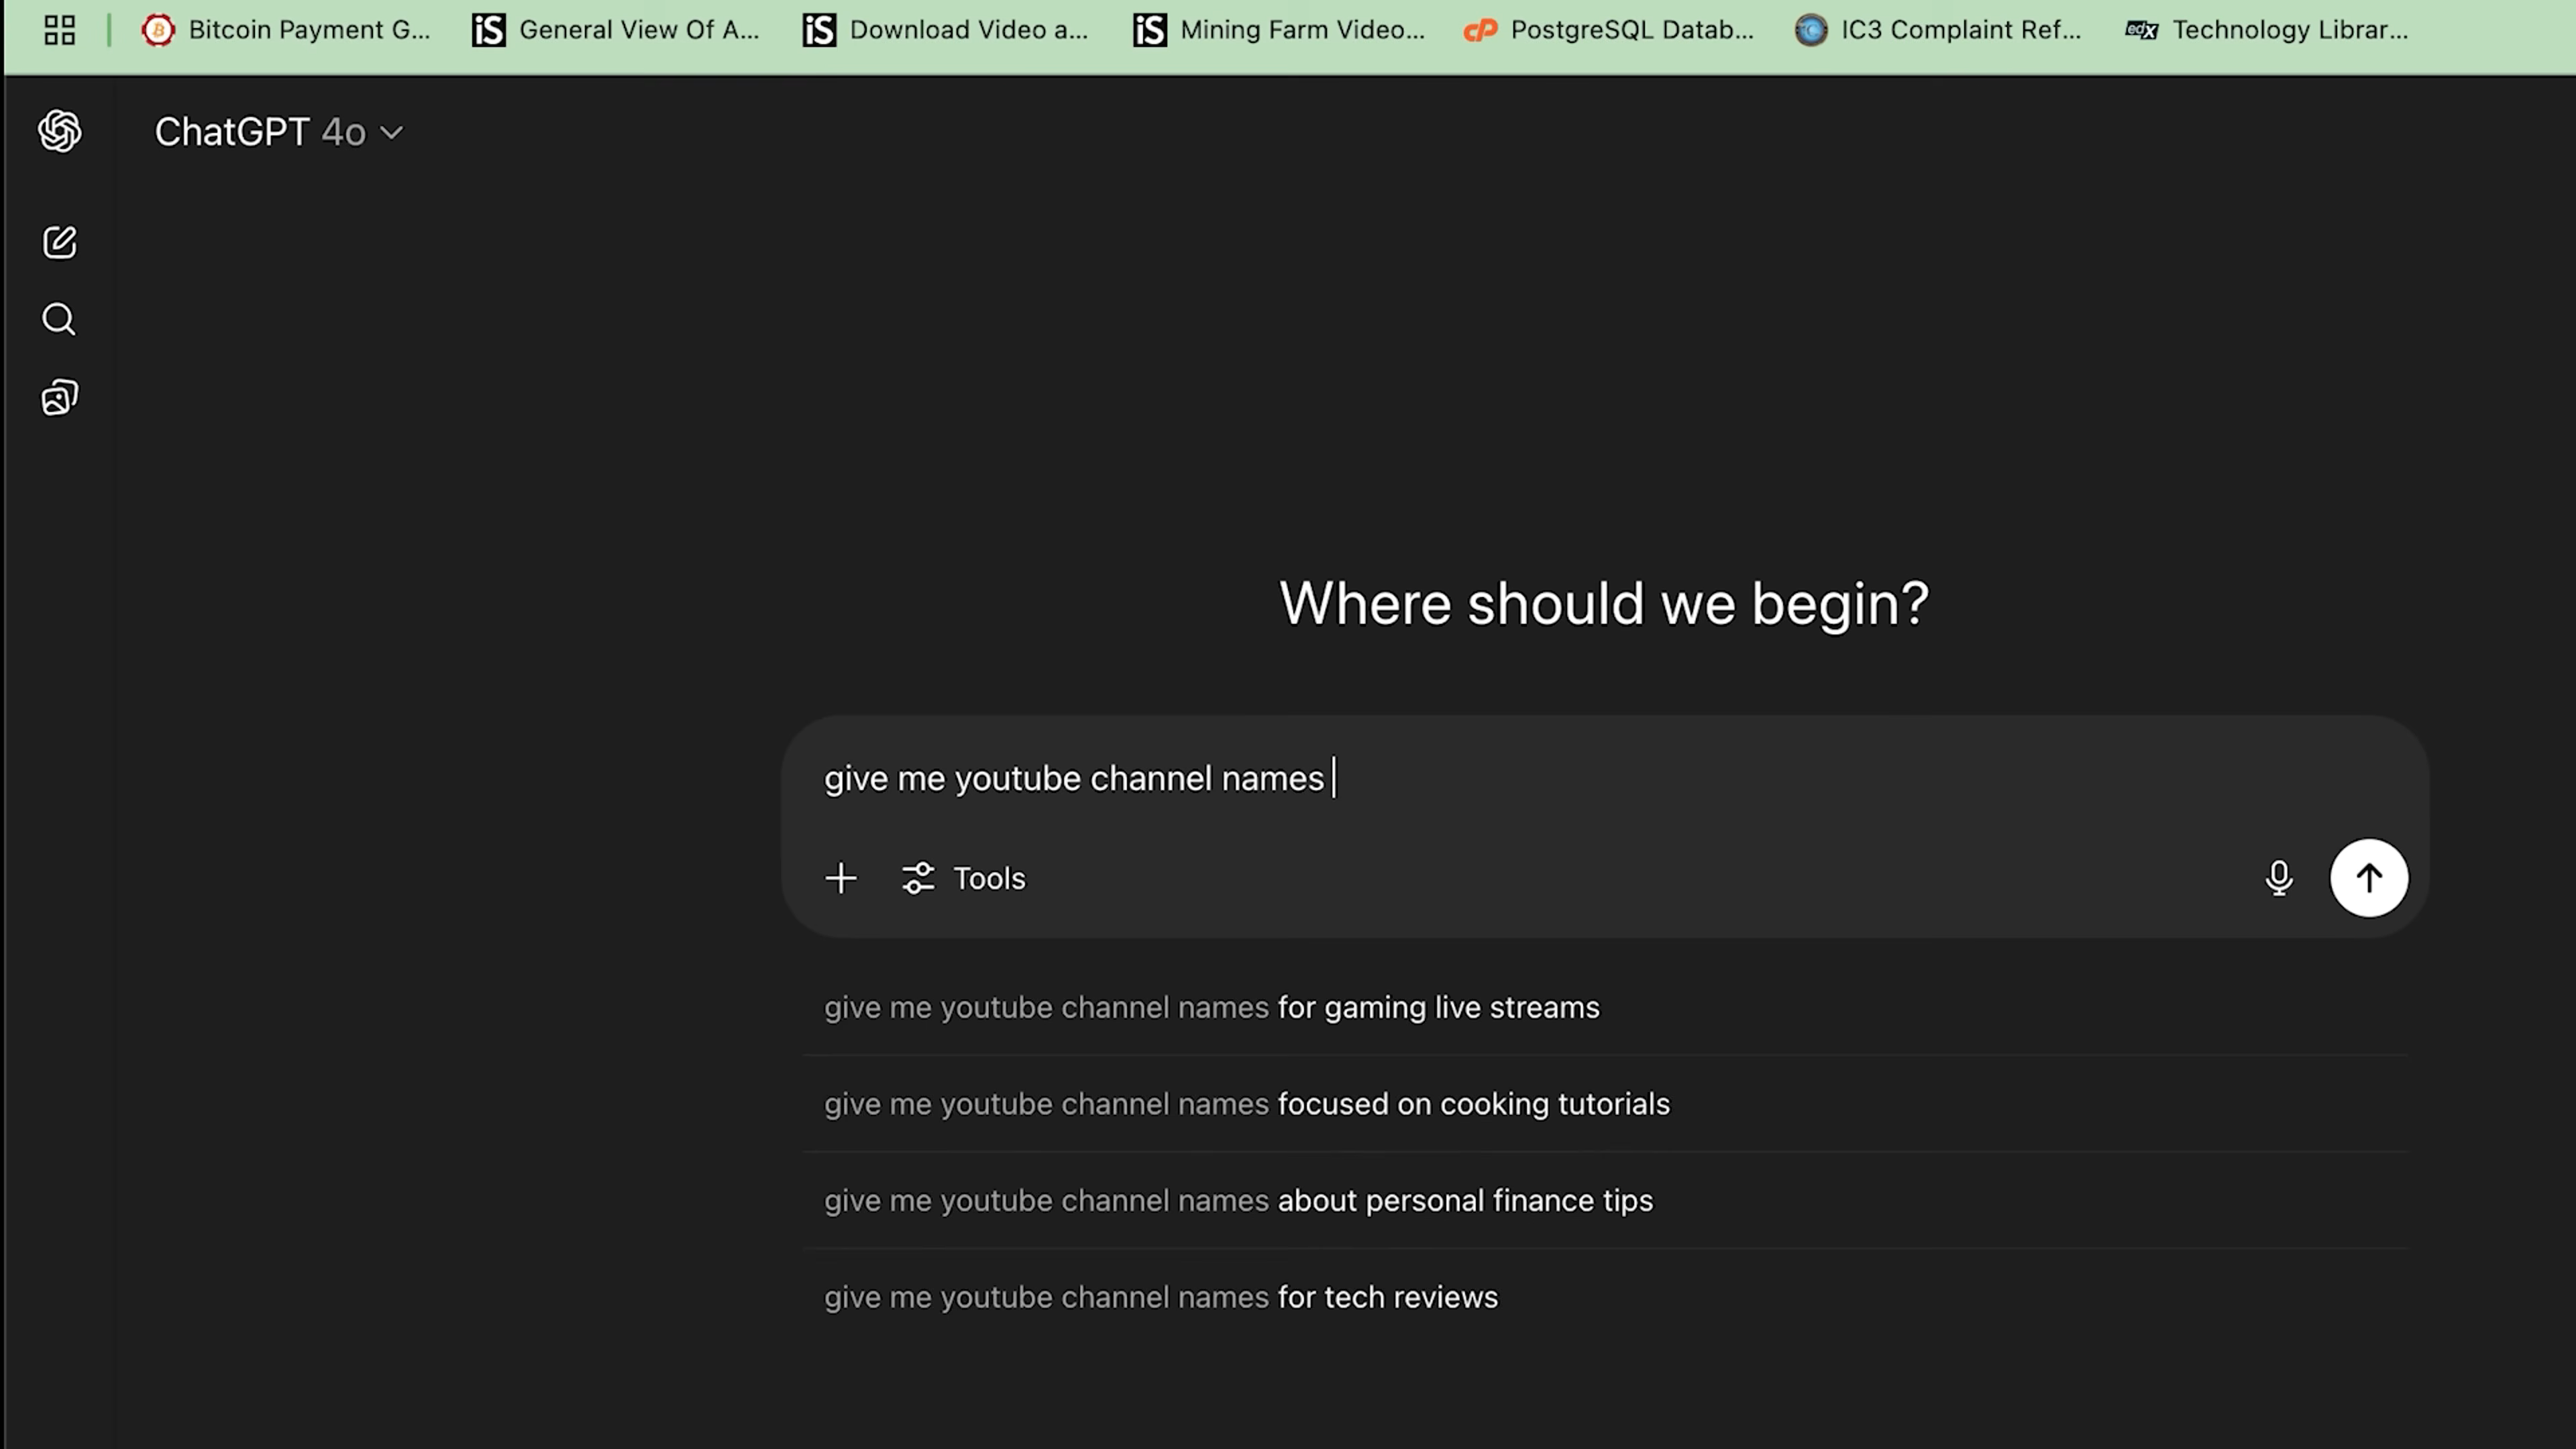 Bitcoin Payment G...
General View Of A...
Download Video a...
Mining Farm Video...
PostgreSQL Datab...
IC3 Complaint Ref...
Technology Librar...
ChatGPT 4o
Where should we begin?
give me youtube channel names
Tools
give me youtube channel names for gaming live streams
give me youtube channel names focused on cooking tutorials
give me youtube channel names about personal finance tips
give me youtube channel names for tech reviews